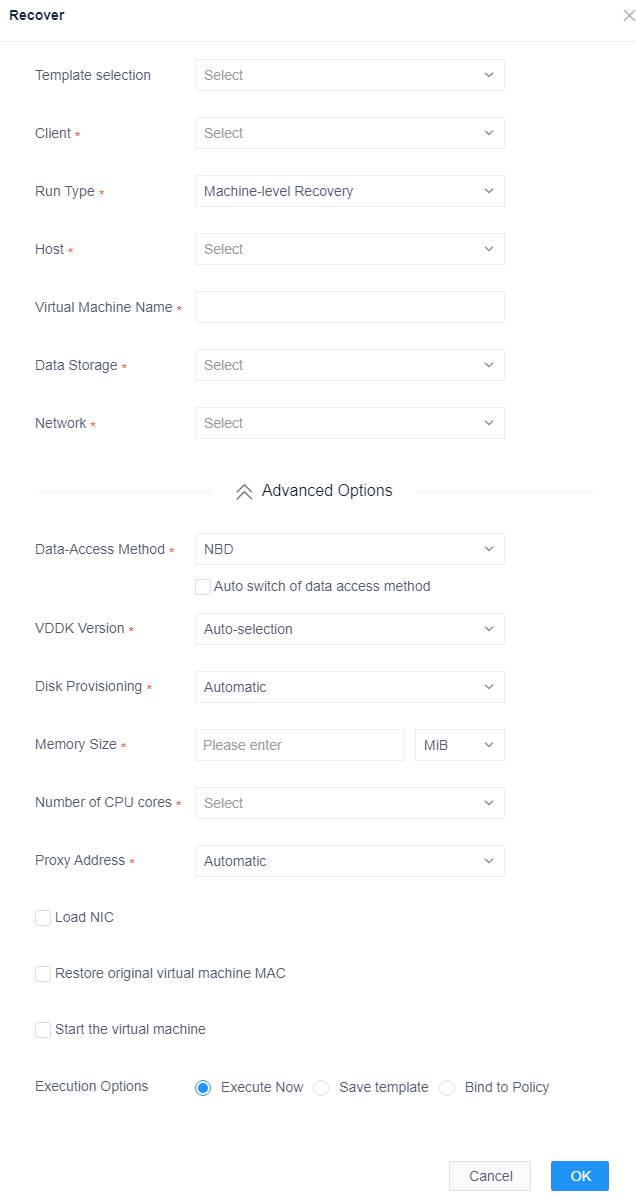 Recover
Template selection Select
Client * Select
Run Type * Machine-level Recovery
Host * Select
Virtual Machine Name *
Data Storage * Select
Network * Select
Advanced Options
Data-Access Method * NBD
Auto switch of data access method
VDDK Version * Auto-selection
Disk Provisioning * Automatic
Memory Size * Please enter MiB
Number of CPU cores * Select
Proxy Address * Automatic
Load NIC
Restore original virtual machine MAC
Start the virtual machine
Execution Options Execute Now Save template Bind to Policy
Cancel OK